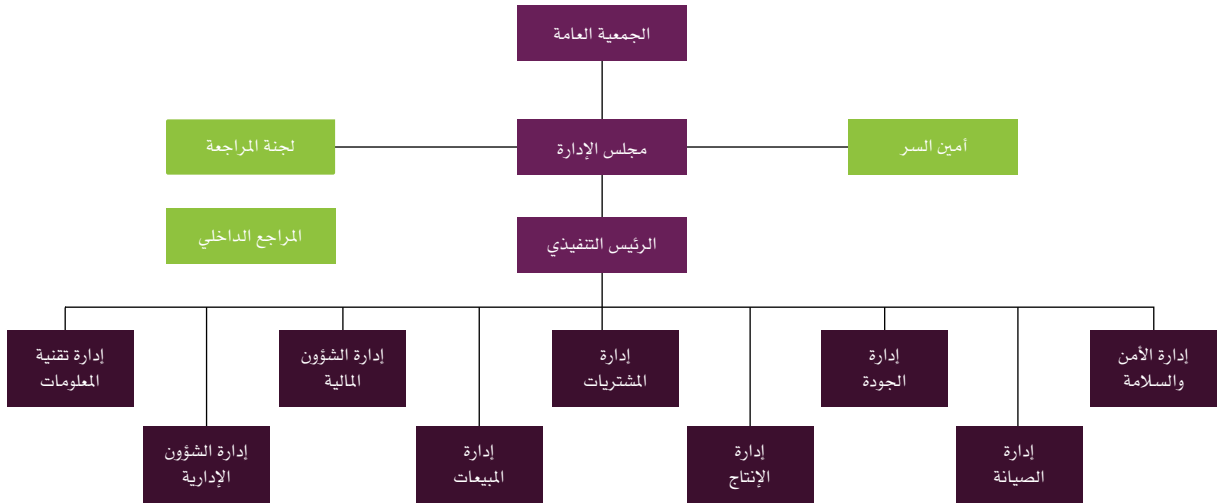 الجمعية العامة
أمين السر
مجلس الإدارة
لجنة المراجعة
الرئيس التنفيذي
المراجع الداخلي
إدارة الأمن
والسلامة
إدارة
الجودة
إدارة
المشتريات
إدارة الشؤون
المالية
إدارة تقنية
المعلومات
إدارة
الصيانة
إدارة
الإنتاج
إدارة
المبيعات
إدارة الشؤون
الإدارية